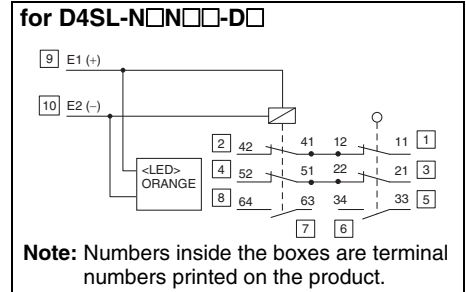 for D4SL-N□N□□-D□
9 E1 (+)
10 E2 (−)
<LED>
ORANGE
2 42 41 12 11 1
4 52 51 22 21 3
8 64 63 34 33 5
7 6
Note: Numbers inside the boxes are terminal
numbers printed on the product.